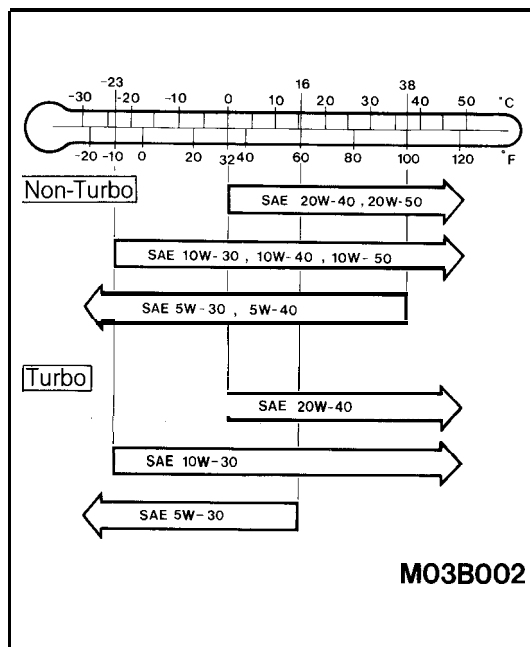 -23 16 38
-30 -20 -10 0 10 20 30 40 50 °C
-20 -10 0 20 32 40 60 80 100 120 °F
Non-Turbo
SAE 20W-40 , 20W-50
SAE 10W-30 , 10W-40 , 10W-50
SAE 5W-30 , 5W-40
Turbo
SAE 20W-40
SAE 10W-30
SAE 5W-30
M03B002